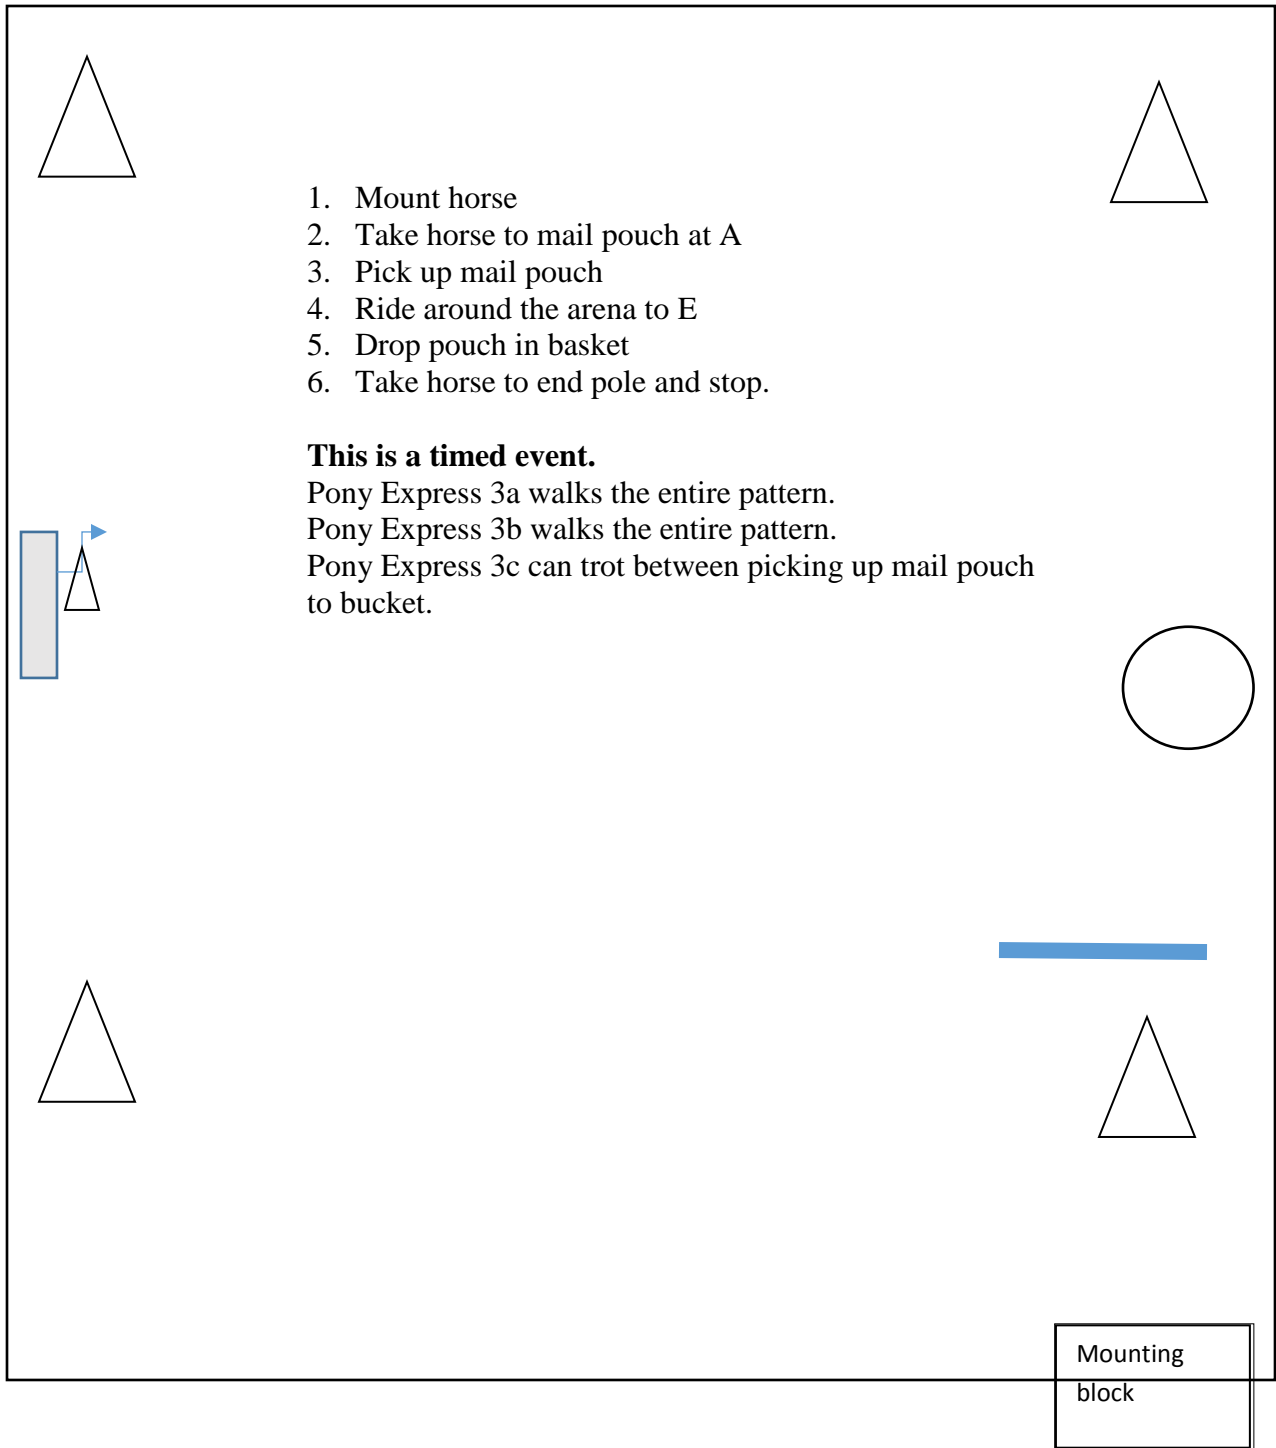 1. Mount horse
2. Take horse to mail pouch at A
3. Pick up mail pouch
4. Ride around the arena to E
5. Drop pouch in basket
6. Take horse to end pole and stop.
This is a timed event.
Pony Express 3a walks the entire pattern.
Pony Express 3b walks the entire pattern.
Pony Express 3c can trot between picking up mail pouch
to bucket.
Mounting
block